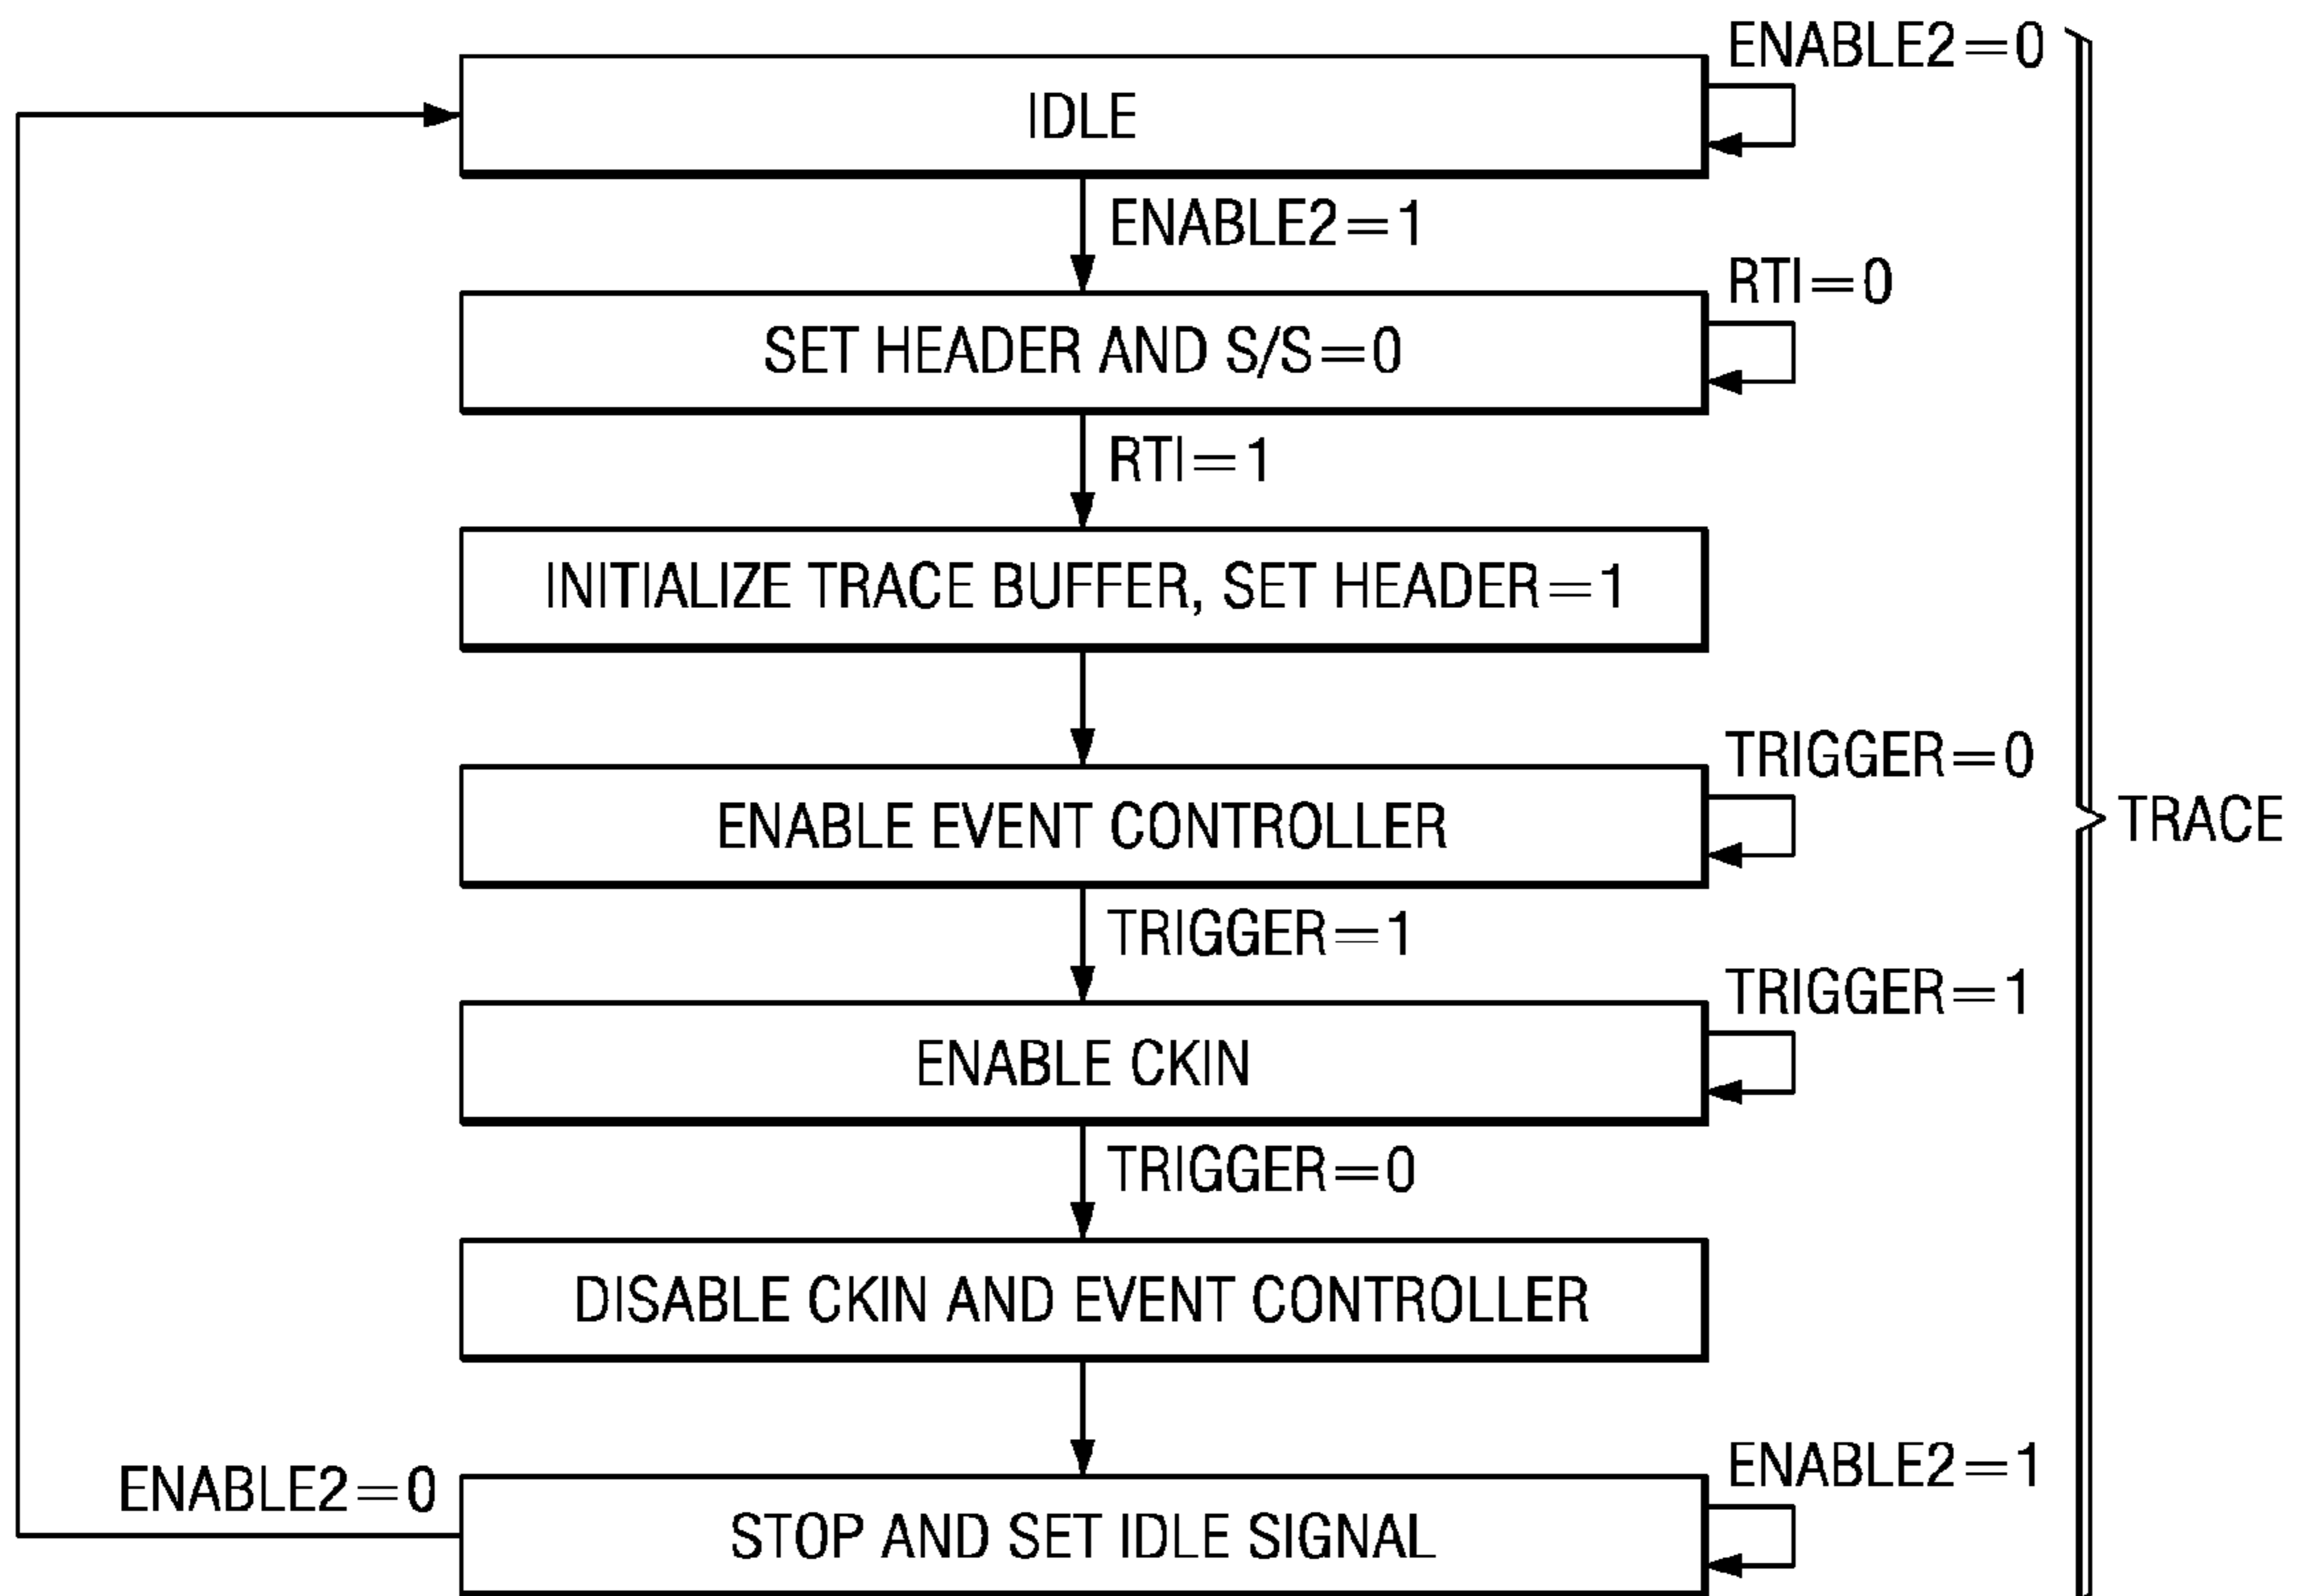 ENABLE2=0
IDLE
ENABLE2=1
RTI=0
SET HEADER AND S/S=0
RTI=1
INITIALIZE TRACE BUFFER, SET HEADER=1
TRIGGER=0
ENABLE EVENT CONTROLLER
TRACE
TRIGGER=1
TRIGGER=1
ENABLE CKIN
TRIGGER=0
DISABLE CKIN AND EVENT CONTROLLER
ENABLE2=1
ENABLE2=0
STOP AND SET IDLE SIGNAL